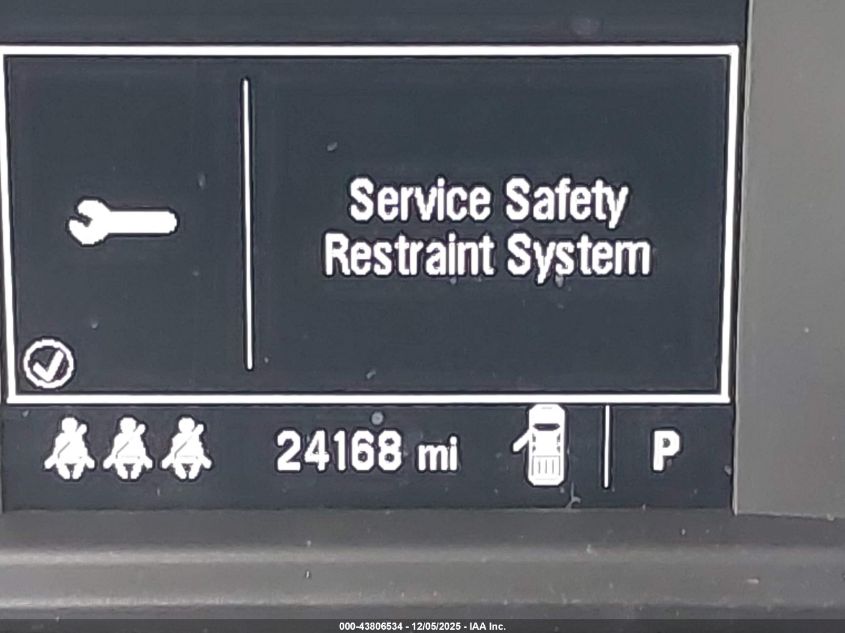 Service Safety
Restraint System
24168 mi
P
000-43806534 - 12/05/2025 - IAA Inc.